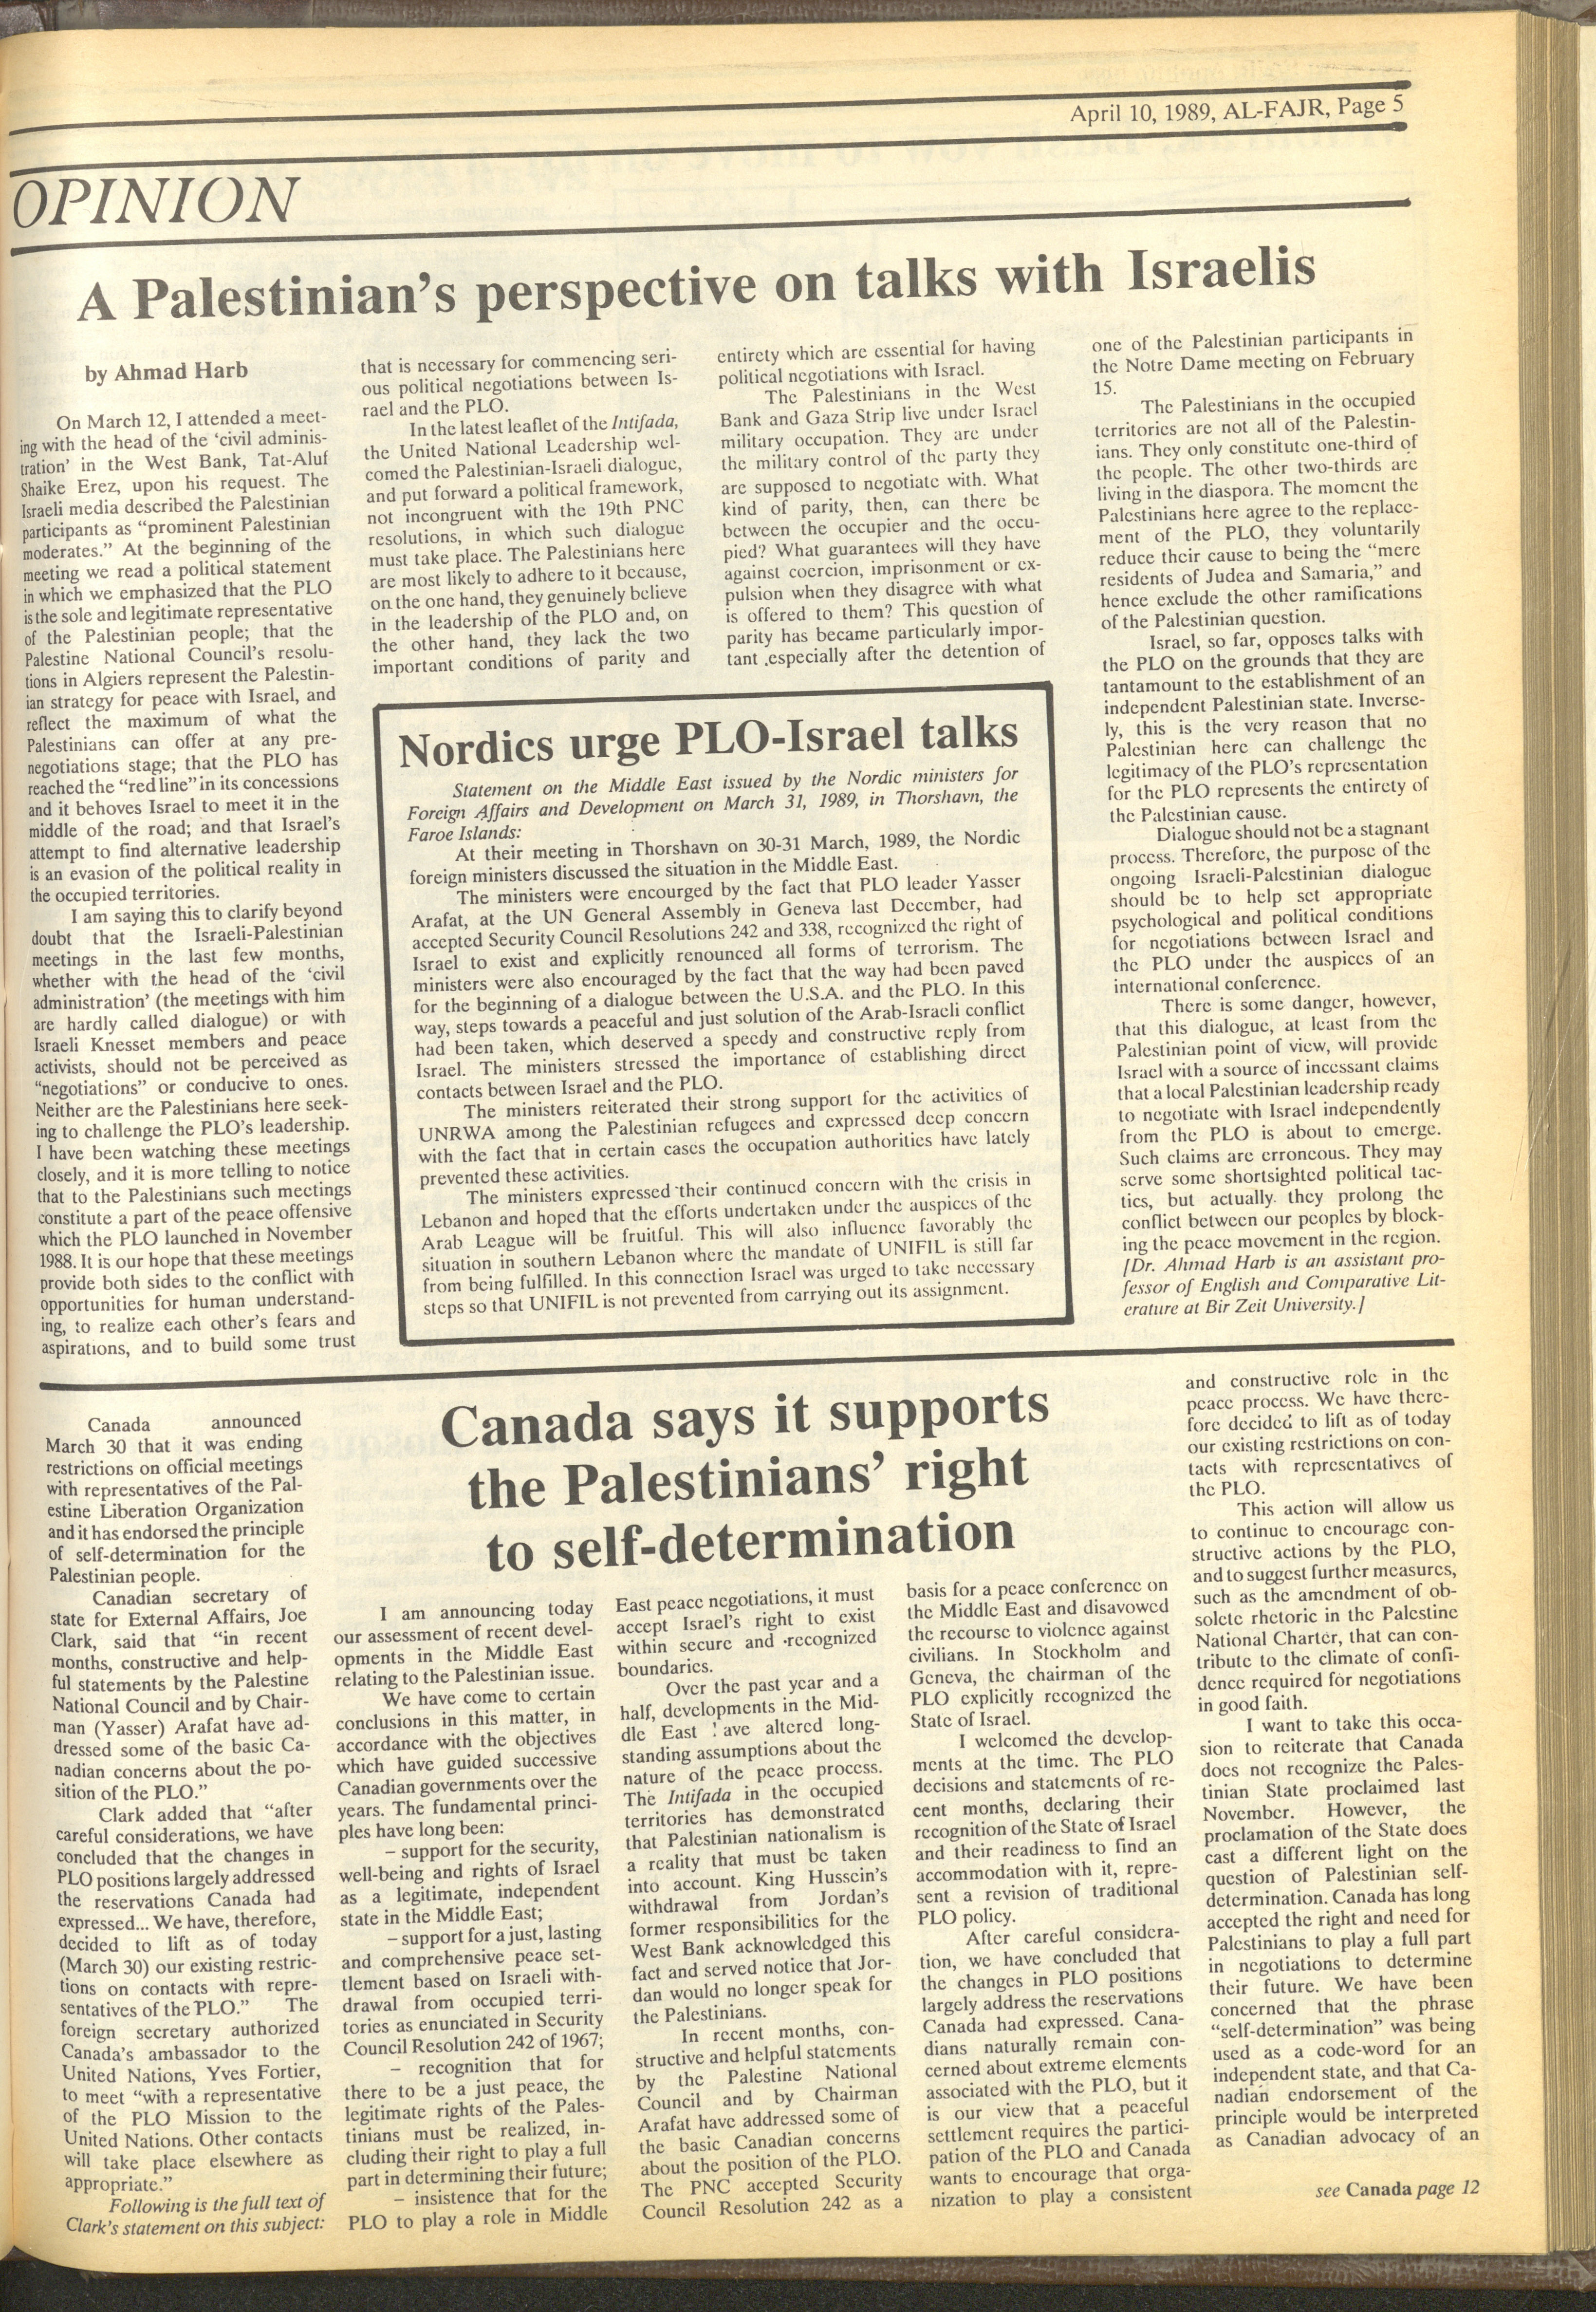 April 10, 1989, AL-FAJR, Page 5
OPINION
A Palestinian's perspective on talks with Israelis
by Ahmad Harb
On March 12, I attended a meet-
ing with the head of the 'civil adminis-
tration' in the West Bank, Tat-Aluf
Shaike Erez, upon his request. The
Israeli media described the Palestinian
participants as "prominent Palestinian
moderates." At the beginning of the
meeting we read a political statement
in which we emphasized that the PLO
is the sole and legitimate representative
of the Palestinian people; that the
Palestine National Council's resolu-
tions in Algiers represent the Palestin-
ian strategy for peace with Israel, and
reflect the maximum of what the
Palestinians can offer at any pre-
negotiations stage; that the PLO has
reached the "red line" in its concessions
and it behoves Israel to meet it in the
middle of the road; and that Israel's
attempt to find alternative leadership
is an evasion of the political reality in
the occupied territories.
I am saying this to clarify beyond
doubt that the Israeli-Palestinian
meetings in the last few months,
whether with the head of the 'civil
administration' (the meetings with him
are hardly called dialogue) or with
Israeli Knesset members and peace
activists, should not be perceived as
"negotiations" or conducive to ones.
Neither are the Palestinians here seek-
ing to challenge the PLO's leadership.
I have been watching these meetings
closely, and it is more telling to notice
that to the Palestinians such meetings
constitute a part of the peace offensive
which the PLO launched in November
1988. It is our hope that these meetings
provide both sides to the conflict with
opportunities for human understand-
ing, to realize each other's fears and
aspirations, and to build some trust
that is necessary for commencing seri-
ous political negotiations between Is-
rael and the PLO.
In the latest leaflet of the Intifada,
the United National Leadership wel-
comed the Palestinian-Israeli dialogue,
and put forward a political framework,
not incongruent with the 19th PNC
resolutions, in which such dialogue
must take place. The Palestinians here
are most likely to adhere to it because,
on the one hand, they genuinely believe
in the leadership of the PLO and, on
the other hand, they lack the two
important conditions of parity and
entirety which are essential for having
political negotiations with Israel.
The Palestinians in the West
Bank and Gaza Strip live under Israel
military occupation. They are under
the military control of the party they
are supposed to negotiate with. What
kind of parity, then, can there be
between the occupier and the occu-
pied? What guarantees will they have
against coercion, imprisonment or ex-
pulsion when they disagree with what
is offered to them? This question of
parity has became particularly impor-
tant especially after the detention of
one of the Palestinian participants in
the Notre Dame meeting on February
15.
The Palestinians in the occupied
territories are not all of the Palestin-
ians. They only constitute one-third of
the people. The other two-thirds are
living in the diaspora. The moment the
Palestinians here agree to the replace-
ment of the PLO, they voluntarily
reduce their cause to being the "mere
residents of Judea and Samaria," and
hence exclude the other ramifications
of the Palestinian question.
Israel, so far, opposes talks with
the PLO on the grounds that they are
tantamount to the establishment of an
independent Palestinian state. Inverse-
ly, this is the very reason that no
Palestinian here can challenge the
legitimacy of the PLO's representation
for the PLO represents the entirety of
the Palestinian cause.
Dialogue should not be a stagnant
process. Therefore, the purpose of the
ongoing Israeli-Palestinian dialogue
should be to help set appropriate
psychological and political conditions
for negotiations between Israel and
the PLO under the auspices of an
international conference.
There is some danger, however,
that this dialogue, at least from the
Palestinian point of view, will provide
Israel with a source of incessant claims
that a local Palestinian leadership ready
to negotiate with Israel independently
from the PLO is about to emerge.
Such claims are erroneous. They may
serve some shortsighted political tac-
tics, but actually they prolong the
conflict between our peoples by block-
ing the peace movement in the region.
[Dr. Ahmad Harb is an assistant pro-
fessor of English and Comparative Lit-
erature at Bir Zeit University.]
Nordics urge PLO-Israel talks
Statement on the Middle East issued by the Nordic ministers for
Foreign Affairs and Development on March 31, 1989, in Thorshavn, the
Faroe Islands:
At their meeting in Thorshavn on 30-31 March, 1989, the Nordic
foreign ministers discussed the situation in the Middle East.
The ministers were encourged by the fact that PLO leader Yasser
Arafat, at the UN General Assembly in Geneva last December, had
accepted Security Council Resolutions 242 and 338, recognized the right of
Israel to exist and explicitly renounced all forms of terrorism. The
ministers were also encouraged by the fact that the way had been paved
for the beginning of a dialogue between the U.S.A. and the PLO. In this
way, steps towards a peaceful and just solution of the Arab-Israeli conflict
had been taken, which deserved a speedy and constructive reply from
Israel. The ministers stressed the importance of establishing direct
contacts between Israel and the PLO.
The ministers reiterated their strong support for the activities of
UNRWA among the Palestinian refugees and expressed deep concern
with the fact that in certain cases the occupation authorities have lately
prevented these activities.
The ministers expressed their continued concern with the crisis in
Lebanon and hoped that the efforts undertaken under the auspices of the
Arab League will be fruitful. This will also influence favorably the
situation in southern Lebanon where the mandate of UNIFIL is still far
from being fulfilled. In this connection Israel was urged to take necessary
steps so that UNIFIL is not prevented from carrying out its assignment.
Canada says it supports
the Palestinians' right
to self-determination
Canada announced
March 30 that it was ending
restrictions on official meetings
with representatives of the Pal-
estine Liberation Organization
and it has endorsed the principle
of self-determination for the
Palestinian people.
Canadian secretary of
state for External Affairs, Joe
Clark, said that "in recent
months, constructive and help-
ful statements by the Palestine
National Council and by Chair-
man (Yasser) Arafat have ad-
dressed some of the basic Ca-
nadian concerns about the po-
sition of the PLO."
Clark added that "after
careful considerations, we have
concluded that the changes in
PLO positions largely addressed
the reservations Canada had
expressed... We have, therefore,
decided to lift as of today
(March 30) our existing restric-
tions on contacts with repre-
sentatives of the PLO." The
foreign secretary authorized
Canada's ambassador to the
United Nations, Yves Fortier,
to meet "with a representative
of the PLO Mission to the
United Nations. Other contacts
will take place elsewhere as
appropriate."
Following is the full text of
Clark's statement on this subject:
I am announcing today
our assessment of recent devel-
opments in the Middle East
relating to the Palestinian issue.
We have come to certain
conclusions in this matter, in
accordance with the objectives
which have guided successive
Canadian governments over the
years. The fundamental princi-
ples have long been:
– support for the security,
well-being and rights of Israel
as a legitimate, independent
state in the Middle East;
– support for a just, lasting
and comprehensive peace set-
tlement based on Israeli with-
drawal from occupied terri-
tories as enunciated in Security
Council Resolution 242 of 1967;
– recognition that for
there to be a just peace, the
legitimate rights of the Pales-
tinians must be realized, in-
cluding their right to play a full
part in determining their future;
– insistence that for the
PLO to play a role in Middle
East peace negotiations, it must
accept Israel's right to exist
within secure and recognized
boundaries.
Over the past year and a
half, developments in the Mid-
dle East have altered long-
standing assumptions about the
nature of the peace process.
The Intifada in the occupied
territories has demonstrated
that Palestinian nationalism is
a reality that must be taken
into account. King Hussein's
withdrawal from Jordan's
former responsibilities for the
West Bank acknowledged this
fact and served notice that Jor-
dan would no longer speak for
the Palestinians.
In recent months, con-
structive and helpful statements
by the Palestine National
Council and by Chairman
Arafat have addressed some of
the basic Canadian concerns
about the position of the PLO.
The PNC accepted Security
Council Resolution 242 as a
basis for a peace conference on
the Middle East and disavowed
the recourse to violence against
civilians. In Stockholm and
Geneva, the chairman of the
PLO explicitly recognized the
State of Israel.
I welcomed the develop-
ments at the time. The PLO
decisions and statements of re-
cent months, declaring their
recognition of the State of Israel
and their readiness to find an
accommodation with it, repre-
sent a revision of traditional
PLO policy.
After careful considera-
tion, we have concluded that
the changes in PLO positions
largely address the reservations
Canada had expressed. Cana-
dians naturally remain con-
cerned about extreme elements
associated with the PLO, but it
is our view that a peaceful
settlement requires the partici-
pation of the PLO and Canada
wants to encourage that orga-
nization to play a consistent
and constructive role in the
peace process. We have there-
fore decided to lift as of today
our existing restrictions on con-
tacts with representatives of
the PLO.
This action will allow us
to continue to encourage con-
structive actions by the PLO,
and to suggest further measures,
such as the amendment of ob-
solete rhetoric in the Palestine
National Charter, that can con-
tribute to the climate of confi-
dence required for negotiations
in good faith.
I want to take this occa-
sion to reiterate that Canada
does not recognize the Pales-
tinian State proclaimed last
November. However, the
proclamation of the State does
cast a different light on the
question of Palestinian self-
determination. Canada has long
accepted the right and need for
Palestinians to play a full part
in negotiations to determine
their future. We have been
concerned that the phrase
"self-determination" was being
used as a code-word for an
independent state, and that Ca-
nadian endorsement of the
principle would be interpreted
as Canadian advocacy of an
see Canada page 12